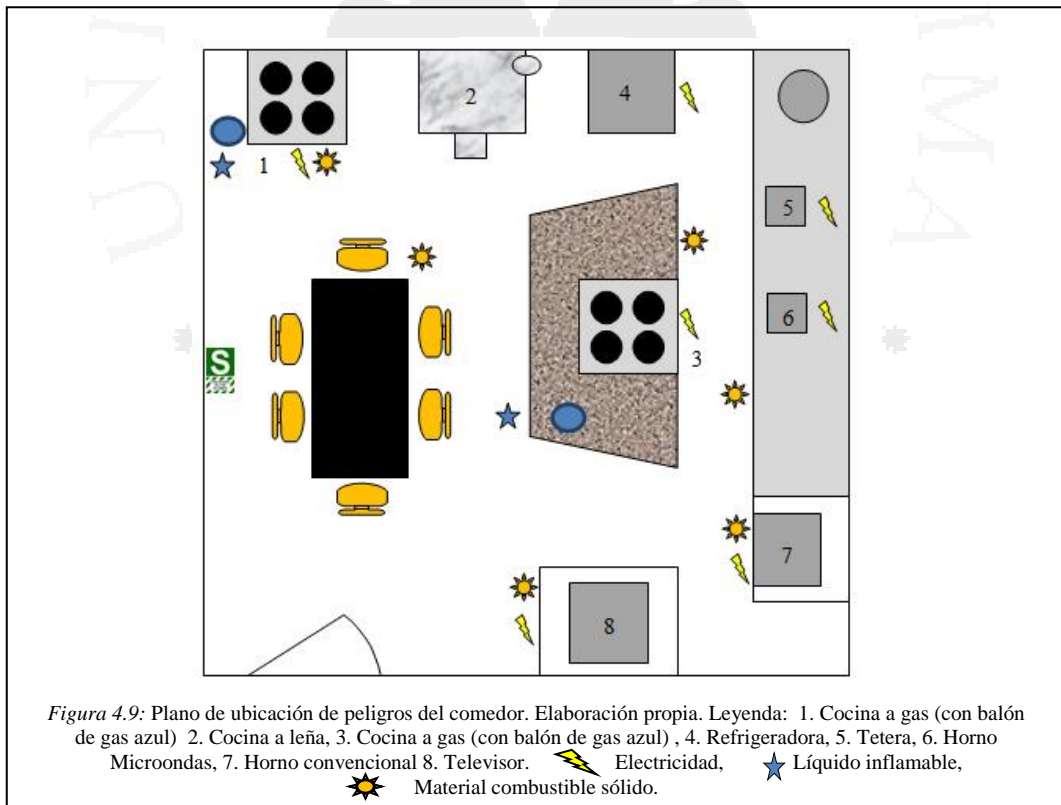 1
2
4
5
6
3
S
7
8
Figura 4.9: Plano de ubicación de peligros del comedor. Elaboración propia. Leyenda: 1. Cocina a gas (con balón
de gas azul) 2. Cocina a leña, 3. Cocina a gas (con balón de gas azul) , 4. Refrigeradora, 5. Tetera, 6. Horno
Microondas, 7. Horno convencional 8. Televisor. Electricidad, Líquido inflamable,
Material combustible sólido.